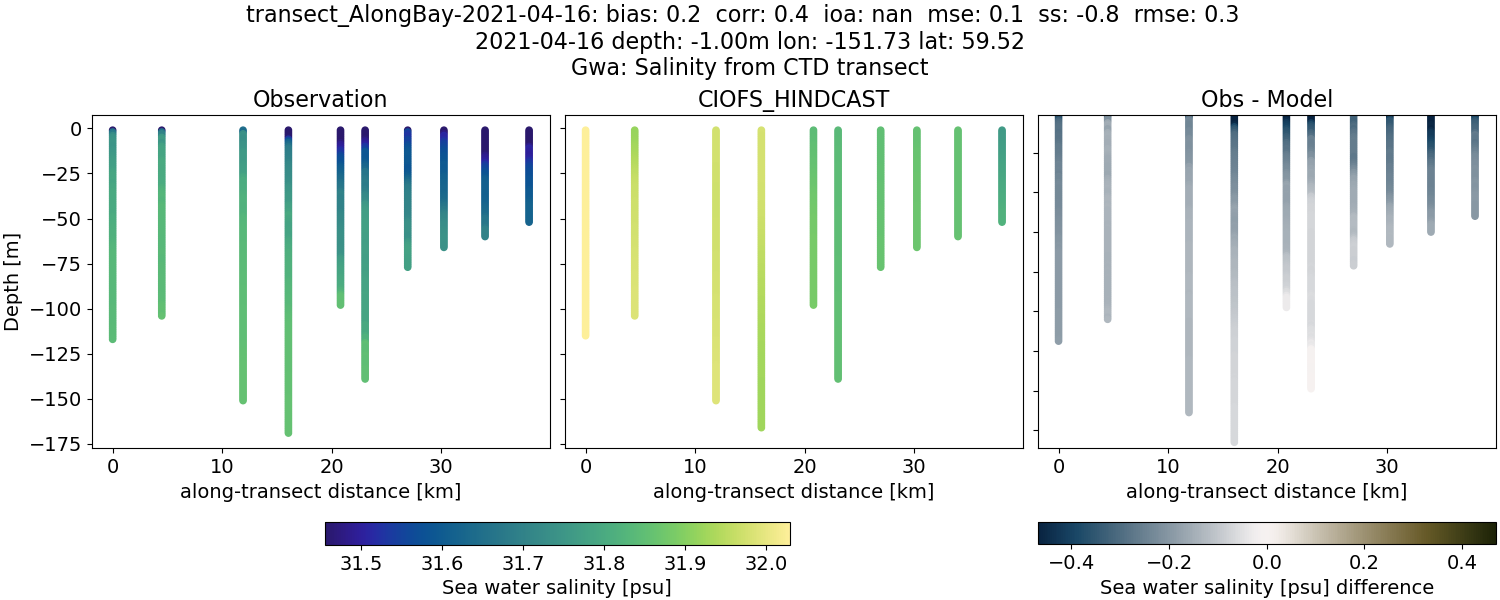 transect_AlongBay-2021-04-16: bias: 0.2  corr: 0.4  ioa: nan  mse: 0.1  ss: -0.8  rmse: 0.3
2021-04-16 depth: -1.00m lon: -151.73 lat: 59.52
Gwa: Salinity from CTD transect
Observation
CIOFS_HINDCAST
Obs - Model
Depth [m]
0
−25
−50
−75
−100
−125
−150
−175
0 10 20 30
0 10 20 30
0 10 20 30
along-transect distance [km]
along-transect distance [km]
along-transect distance [km]
31.5 31.6 31.7 31.8 31.9 32.0
Sea water salinity [psu]
−0.4 −0.2 0.0 0.2 0.4
Sea water salinity [psu] difference